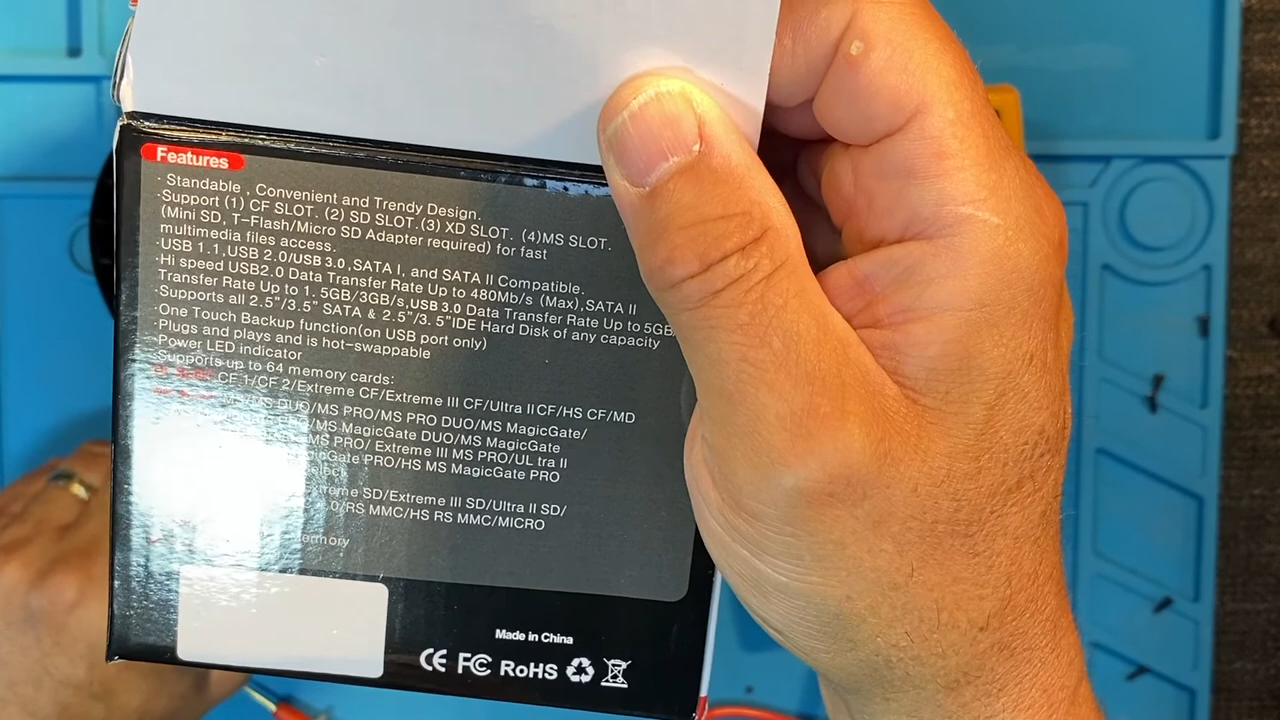 Features
· Standable , Convenient and Trendy Design.
·Support (1) CF SLOT. (2) SD SLOT.(3) XD SLOT. (4)MS SLOT.
(Mini SD, T-Flash/Micro SD Adapter required) for fast
multimedia files access.
·USB 1.1,USB 2.0/USB 3.0,SATA I, and SATA II Compatible.
·Hi speed USB2.0 Data Transfer Rate Up to 480Mb/s (Max),SATA II
Transfer Rate Up to 1. 5GB/3GB/s,USB 3.0 Data Transfer Rate Up to 5GB/
·Supports all 2.5"/3.5" SATA & 2.5"/3. 5"IDE Hard Disk of any capacity
·One Touch Backup function(on USB port only)
·Plugs and plays and is hot-swappable
·Power LED indicator
·Supports up to 64 memory cards:
CF 1/CF 2/Extreme CF/Extreme III CF/Ultra II CF/HS CF/MD
MS/MS DUO/MS PRO/MS PRO DUO/MS MagicGate/
MS MagicGate DUO/MS MagicGate
MS PRO/ Extreme III MS PRO/UL tra II
PRO/HS MS MagicGate PRO
Select
SD/Extreme III SD/Ultra II SD/
/RS MMC/HS RS MMC/MICRO
Made in China
CE FC RoHS